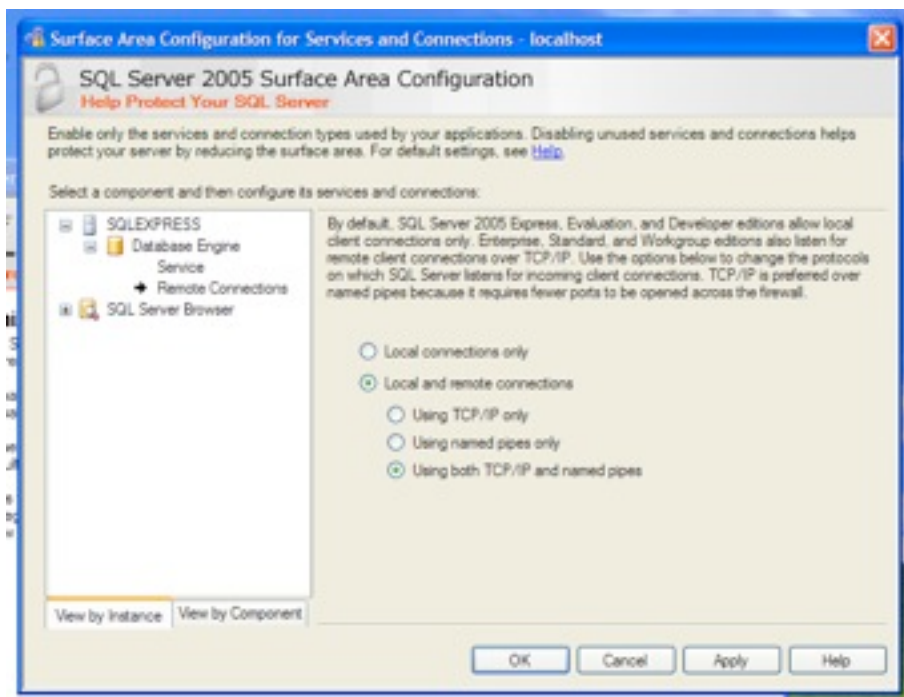 Surface Area Configuration for Services and Connections - localhost
SQL Server 2005 Surface Area Configuration
Help Protect Your SQL Server
Enable only the services and connection types used by your applications. Disabling unused services and connections helps
protect your server by reducing the surface area. For default settings, see Help.
Select a component and then configure its services and connections:
SQLEXPRESS
Database Engine
Service
Remote Connections
SQL Server Browser
By default, SQL Server 2005 Express, Evaluation, and Developer editions allow local
client connections only. Enterprise, Standard, and Workgroup editions also listen for
remote client connections over TCP/IP. Use the options below to change the protocols
on which SQL Server listens for incoming client connections. TCP/IP is preferred over
named pipes because it requires fewer ports to be opened across the firewall.
Local connections only
Local and remote connections
Using TCP/IP only
Using named pipes only
Using both TCP/IP and named pipes
View by Instance
View by Component
OK
Cancel
Apply
Help